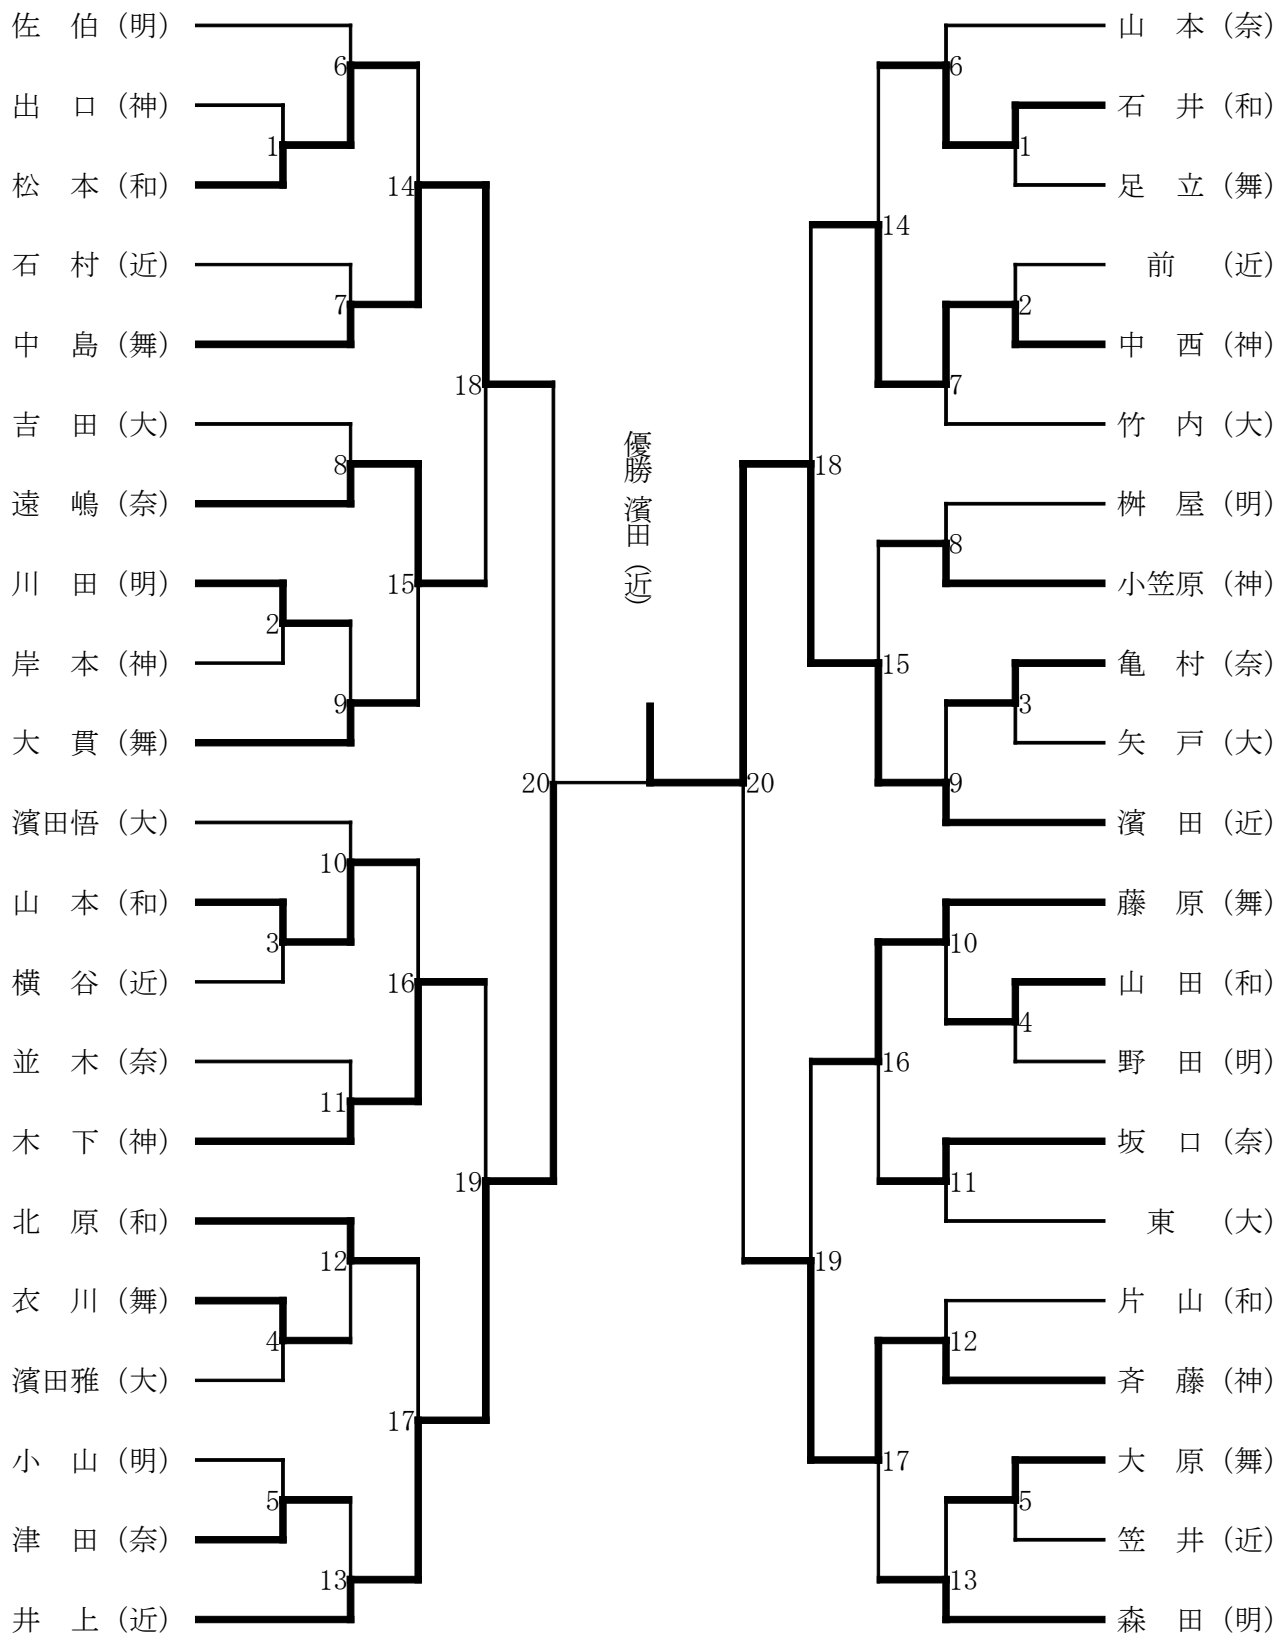 佐 伯（明）
出 口（神）
松 本（和）
石 村（近）
中 島（舞）
吉 田（大）
遠 嶋（奈）
川 田（明）
岸 本（神）
大 貫（舞）
濱田悟（大）
山 本（和）
横 谷（近）
並 木（奈）
木 下（神）
北 原（和）
衣 川（舞）
濱田雅（大）
小 山（明）
津 田（奈）
井 上（近）
6
1
14
7
18
8
15
2
9
20
10
3
16
11
19
12
4
17
5
13
優勝 濱田（近）
6
1
14
2
7
18
8
15
3
9
20
10
4
16
11
19
12
17
5
13
山 本（奈）
石 井（和）
足 立（舞）
前 （近）
中 西（神）
竹 内（大）
桝 屋（明）
小笠原（神）
亀 村（奈）
矢 戸（大）
濱 田（近）
藤 原（舞）
山 田（和）
野 田（明）
坂 口（奈）
東 （大）
片 山（和）
斉 藤（神）
大 原（舞）
笠 井（近）
森 田（明）